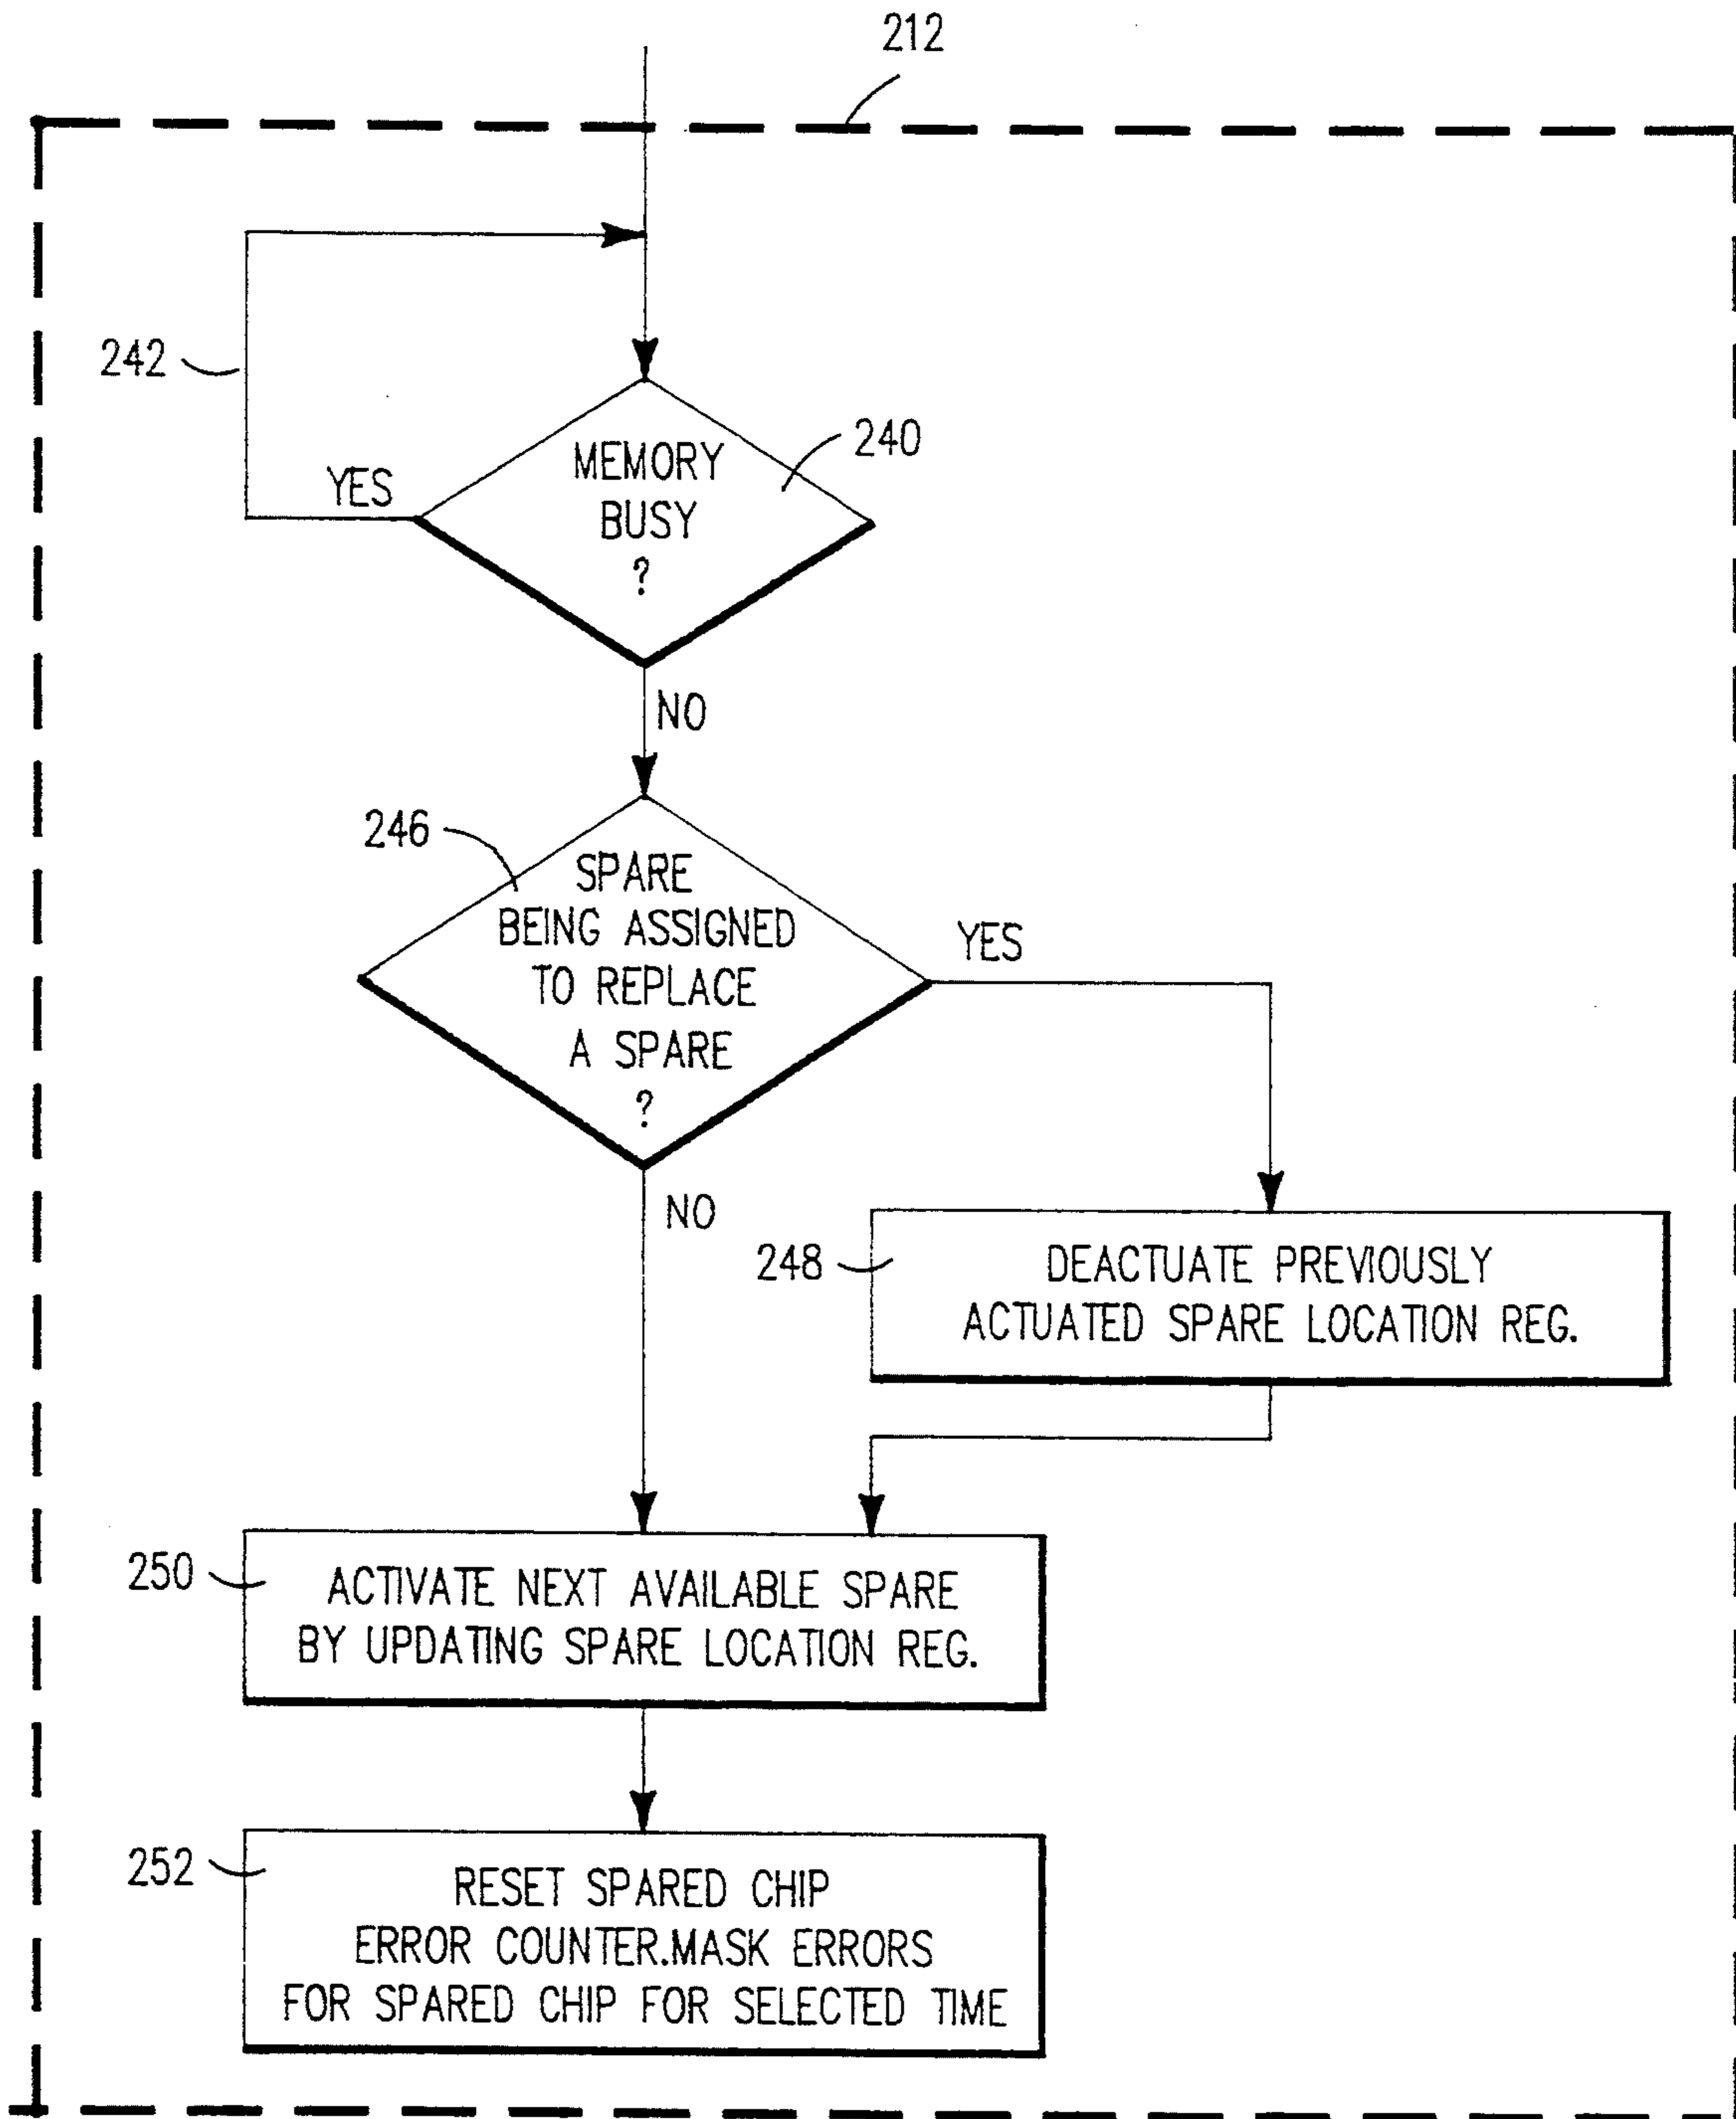 212
242
240
MEMORY
BUSY
?
YES
NO
246
SPARE
BEING ASSIGNED
TO REPLACE
A SPARE
?
YES
NO
248
DEACTUATE PREVIOUSLY
ACTUATED SPARE LOCATION REG.
250
ACTIVATE NEXT AVAILABLE SPARE
BY UPDATING SPARE LOCATION REG.
252
RESET SPARED CHIP
ERROR COUNTER.MASK ERRORS
FOR SPARED CHIP FOR SELECTED TIME